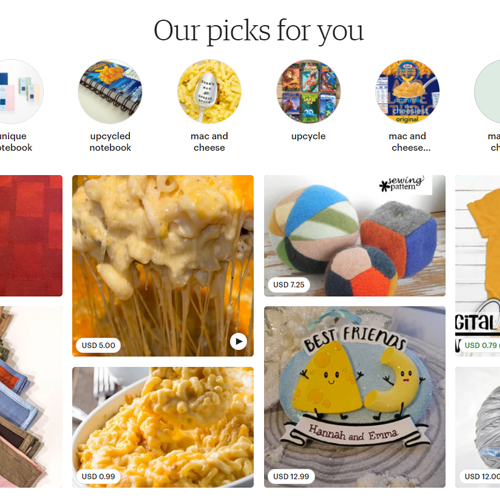 Our picks for you
unique
notebook
upcycled
notebook
mac and
cheese
upcycle
mac and
cheese...
ma
ch
cheesiest
original
sewing
pattern
USD 7.25
USD 5.00
GITAL
USD 0.79
BEST FRIENDS
Hannah and Emma
USD 0.99
USD 12.99
USD 12.00